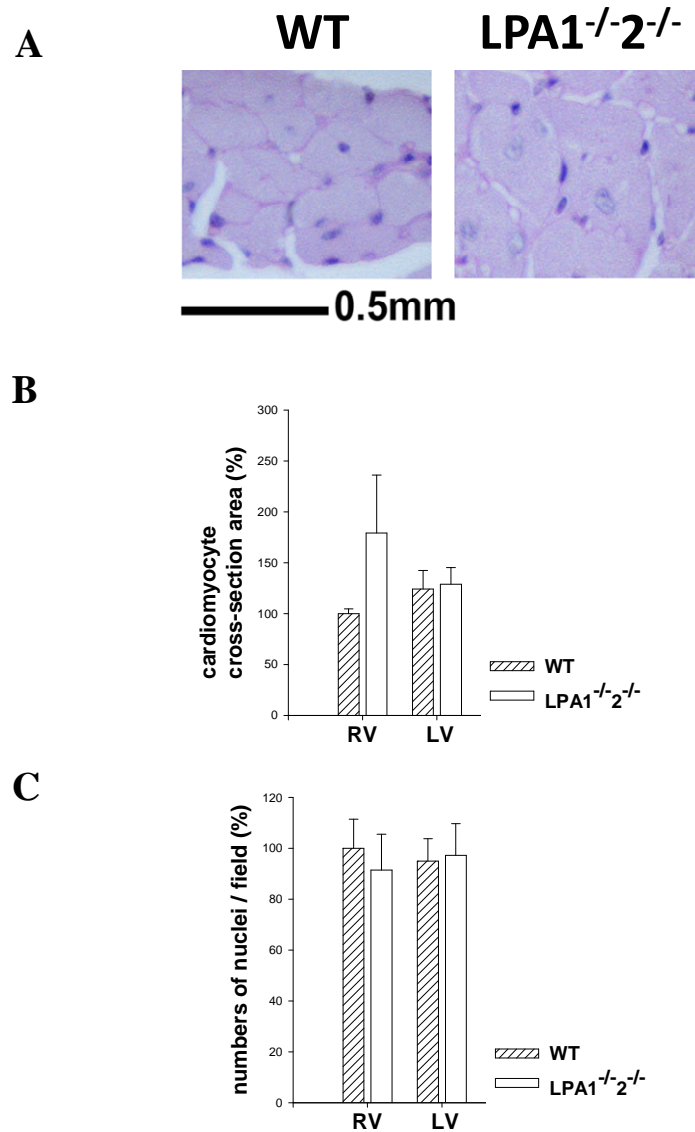 A
WT LPA1-/-2-/-
0.5mm
B
cardiomyocyte
cross-section area (%)
300
250
200
150
100
50
0
RV LV
WT
LPA1-/-2-/-
C
numbers of nuclei / field (%)
120
100
80
60
40
20
0
RV LV
WT
LPA1-/-2-/-